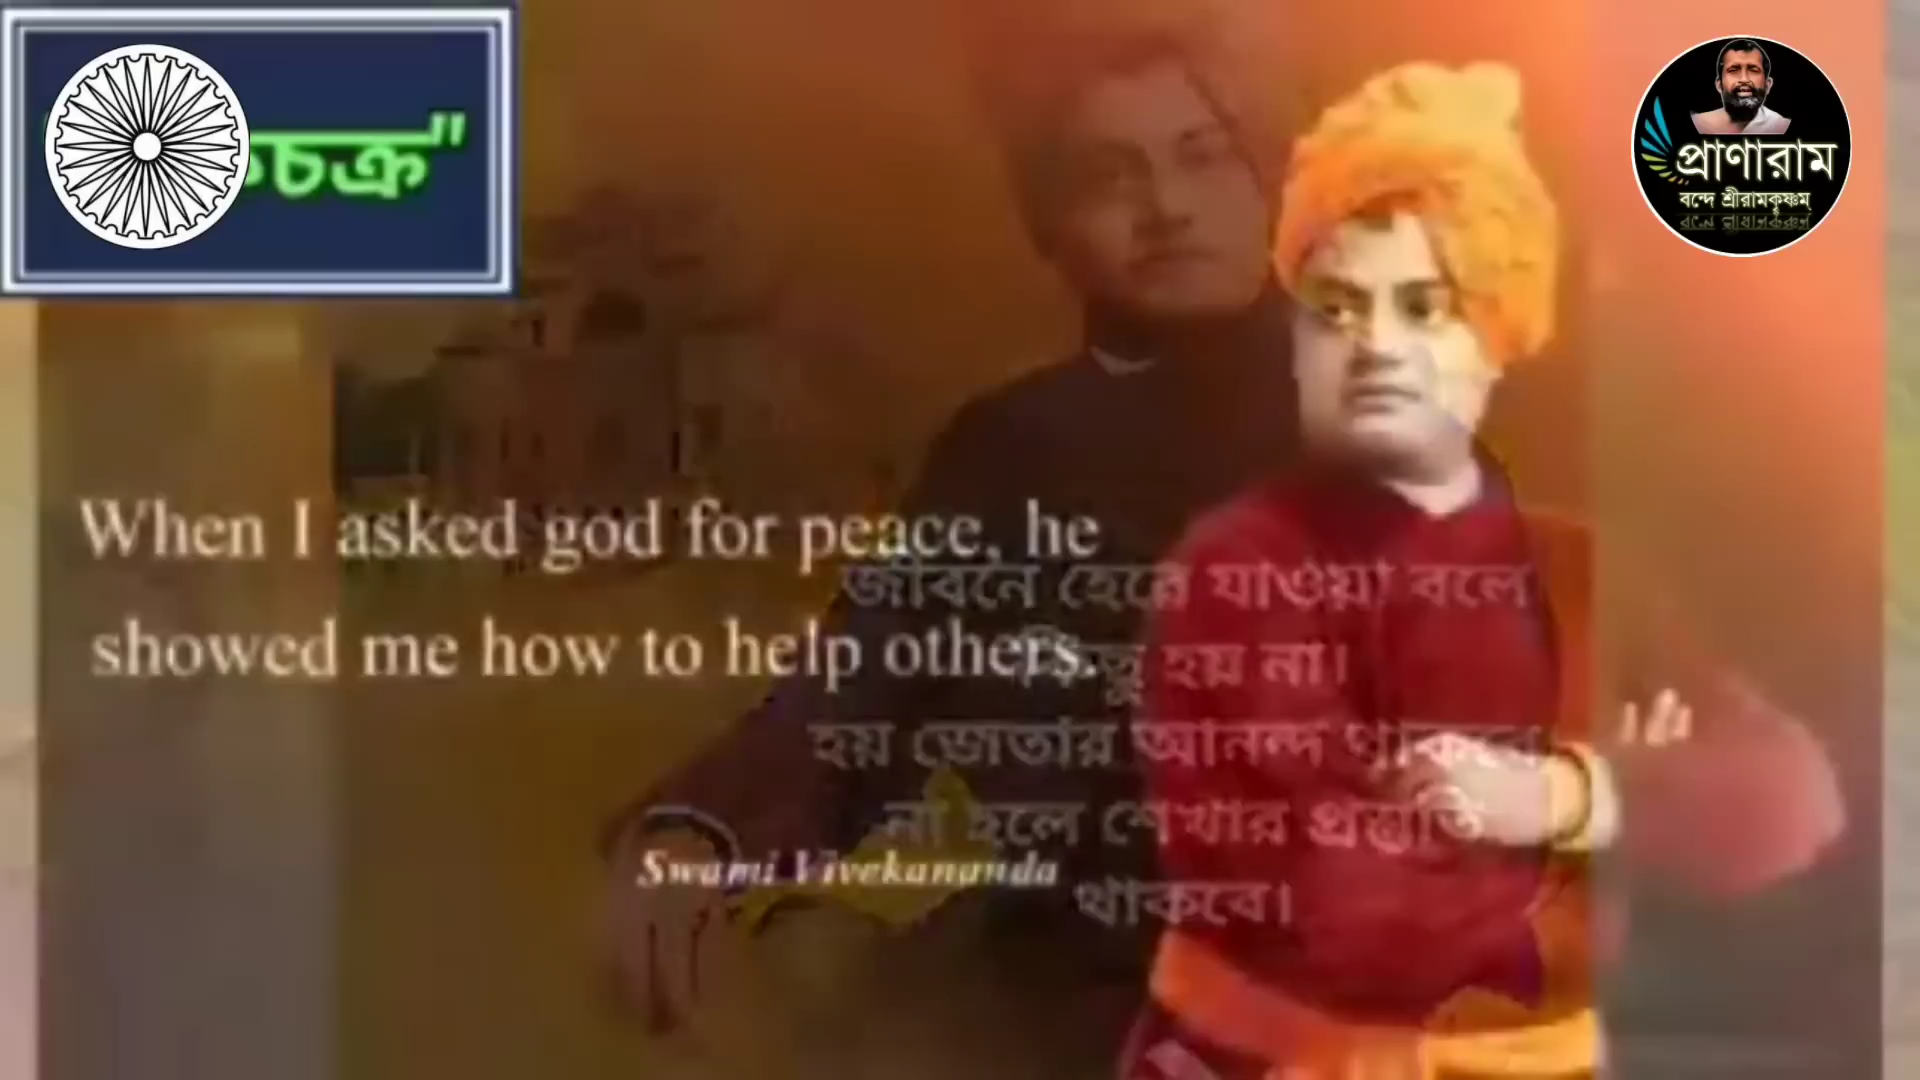 চক্র"
প্রাণারাম
বন্দে শ্রীরামকৃষ্ণম্
When I asked god for peace, he
showed me how to help others.
Swami Vivekananda
জীবনে হেরে যাওয়া বলে
হয় না।
হয় জেতার আনন্দ থাকবে
না হলে শেখার প্রস্তুতি
থাকবে।